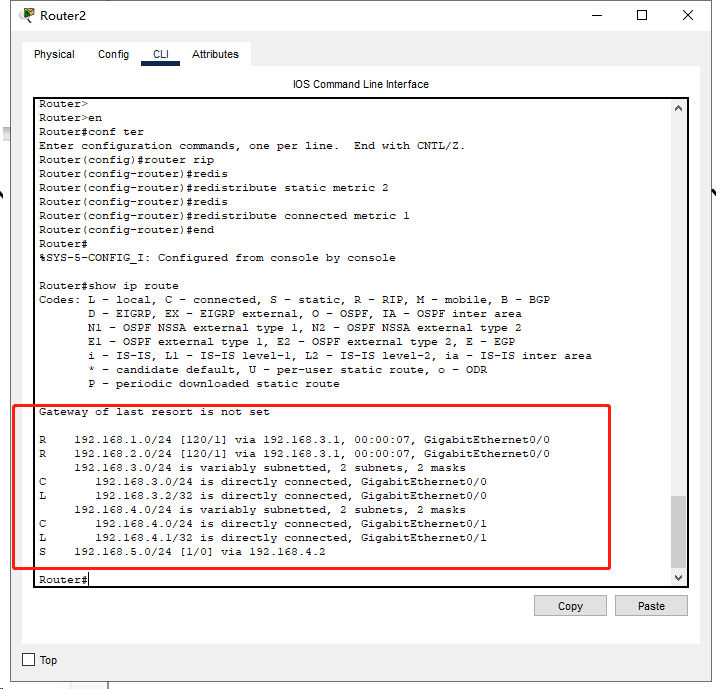 Router2
Physical Config CLI Attributes
IOS Command Line Interface
Router>
Router>en
Router#conf ter
Enter configuration commands, one per line.  End with CNTL/Z.
Router(config)#router rip
Router(config-router)#redis
Router(config-router)#redistribute static metric 2
Router(config-router)#redis
Router(config-router)#redistribute connected metric 1
Router(config-router)#end
Router#
%SYS-5-CONFIG_I: Configured from console by console
Router#show ip route
Codes: L - local, C - connected, S - static, R - RIP, M - mobile, B - BGP
       D - EIGRP, EX - EIGRP external, O - OSPF, IA - OSPF inter area
       N1 - OSPF NSSA external type 1, N2 - OSPF NSSA external type 2
       E1 - OSPF external type 1, E2 - OSPF external type 2, E - EGP
       i - IS-IS, L1 - IS-IS level-1, L2 - IS-IS level-2, ia - IS-IS inter area
       * - candidate default, U - per-user static route, o - ODR
       P - periodic downloaded static route
Gateway of last resort is not set
R    192.168.1.0/24 [120/1] via 192.168.3.1, 00:00:07, GigabitEthernet0/0
R    192.168.2.0/24 [120/1] via 192.168.3.1, 00:00:07, GigabitEthernet0/0
     192.168.3.0/24 is variably subnetted, 2 subnets, 2 masks
C       192.168.3.0/24 is directly connected, GigabitEthernet0/0
L       192.168.3.2/32 is directly connected, GigabitEthernet0/0
     192.168.4.0/24 is variably subnetted, 2 subnets, 2 masks
C       192.168.4.0/24 is directly connected, GigabitEthernet0/1
L       192.168.4.1/32 is directly connected, GigabitEthernet0/1
S    192.168.5.0/24 [1/0] via 192.168.4.2
Router#
Copy Paste
Top